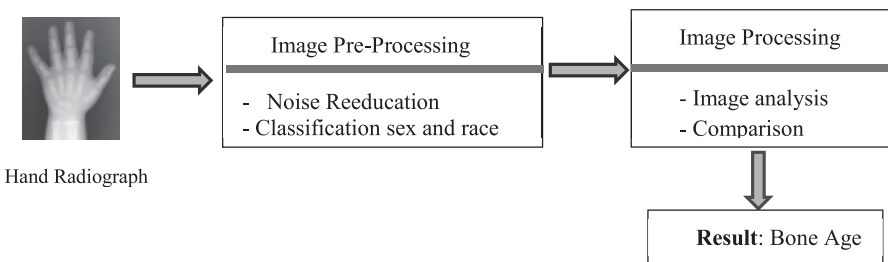 Hand Radiograph
Image Pre-Processing
- Noise Reeducation
- Classification sex and race
Image Processing
- Image analysis
- Comparison
Result: Bone Age